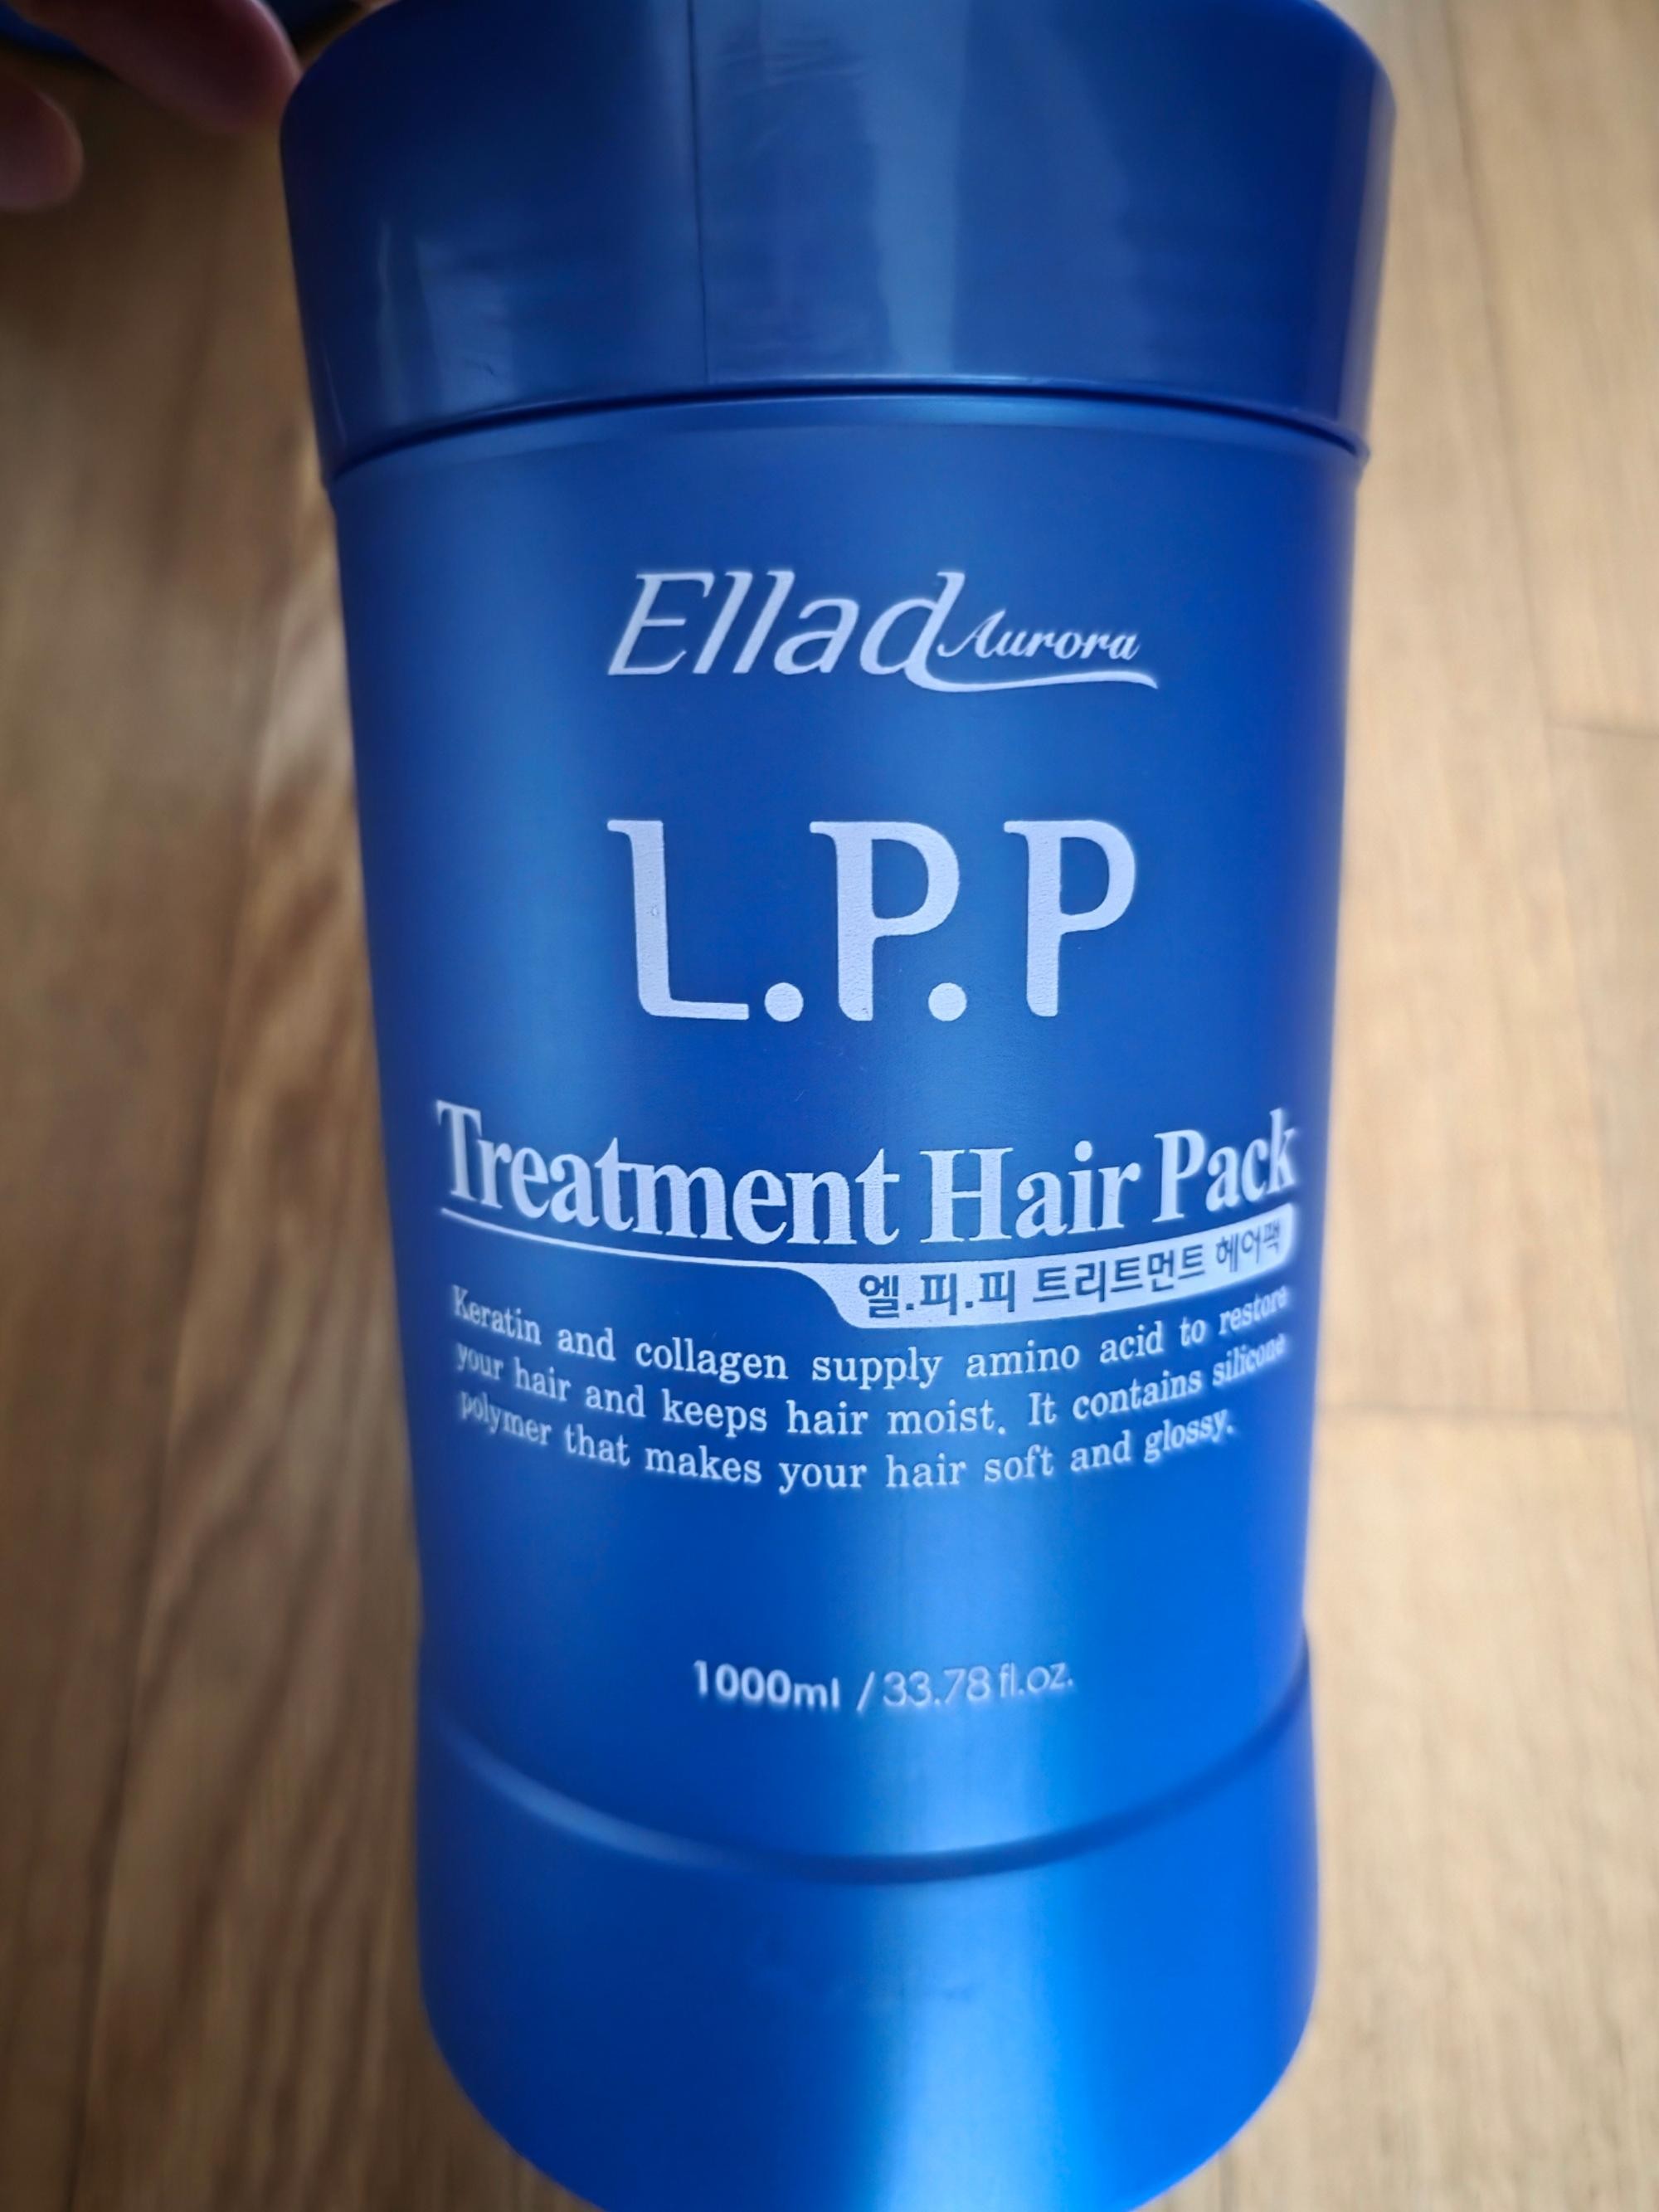 Ellad Aurora
L.P.P
Treatment Hair Pack
엘.피.피 트리트먼트 헤어팩
Keratin and collagen supply amino acid to restore
your hair and keeps hair moist. It contains silicone
polymer that makes your hair soft and glossy.
1000ml / 33.78 fl.oz.